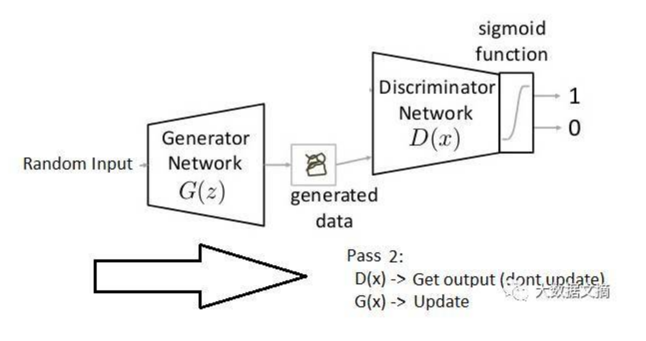 sigmoid
function
Discriminator
Network
D(x)
1
0
Generator
Network
G(z)
Random Input
generated
data
Pass 2:
D(x) -> Get output (dont update)
G(x) -> Update
大数据文摘